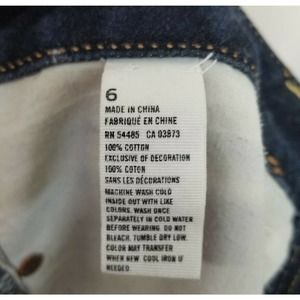 6
MADE IN CHINA
FABRIQUÉ EN CHINE
RN 54485 CA 03873
100% COTTON
EXCLUSIVE OF DECORATION
100% COTON
SANS LES DÉCORATIONS
MACHINE WASH COLD
INSIDE OUT WITH LIKE
COLORS. WASH ONCE
SEPARATELY IN COLD WATER
BEFORE WEARING. DO NOT
BLEACH. TUMBLE DRY LOW.
COLOR MAY TRANSFER
WHEN NEW. COOL IRON IF
NEEDED.